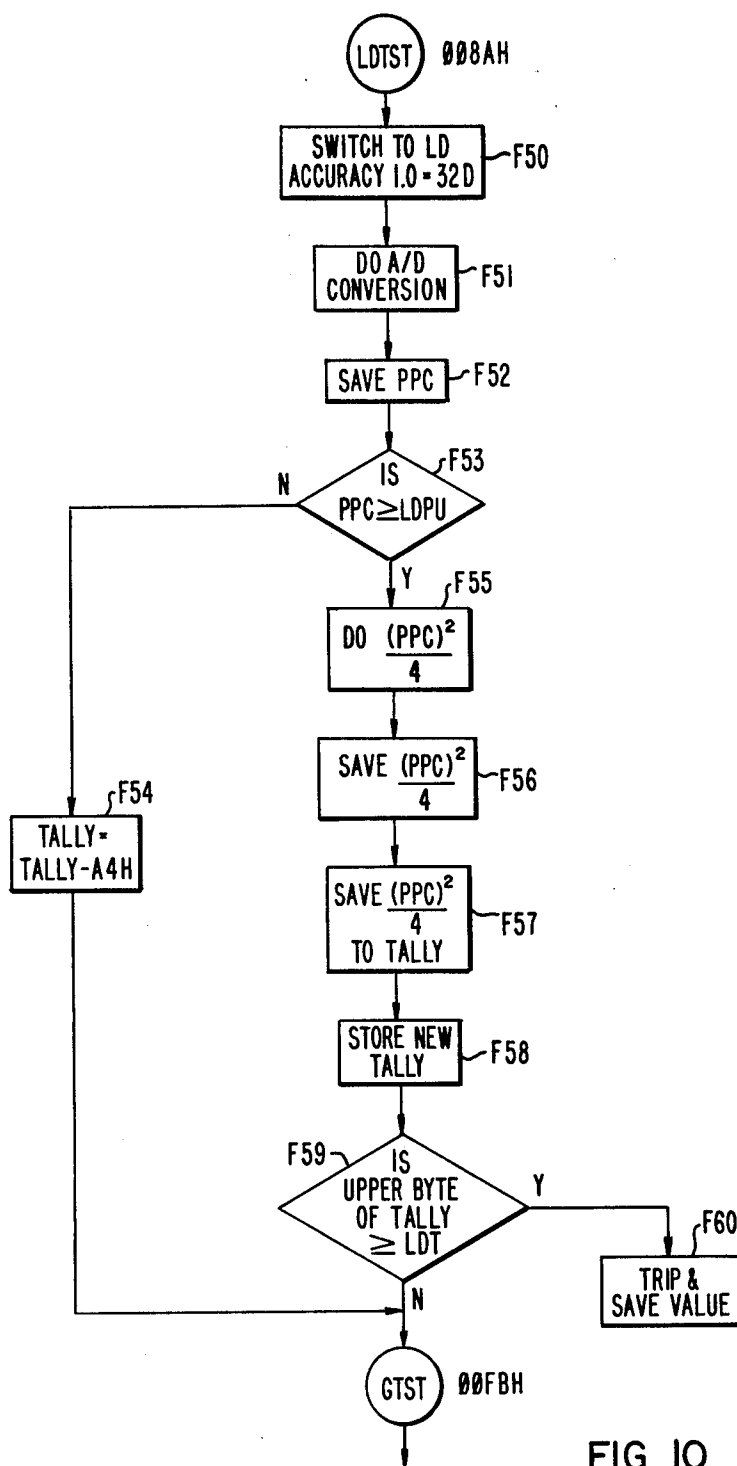 LDTST 008AH
SWITCH TO LD
ACCURACY 1.0 = 32D
F50
DO A/D
CONVERSION
F51
SAVE PPC
F52
F53
IS
PPC≥LDPU
N
Y
F55
DO (PPC)²
4
SAVE (PPC)²
4
F56
F54
TALLY=
TALLY-A4H
SAVE (PPC)²
4
TO TALLY
F57
STORE NEW
TALLY
F58
F59
IS
UPPER BYTE
OF TALLY
≥ LDT
Y
N
F60
TRIP &
SAVE VALUE
GTST 00FBH
FIG. 10